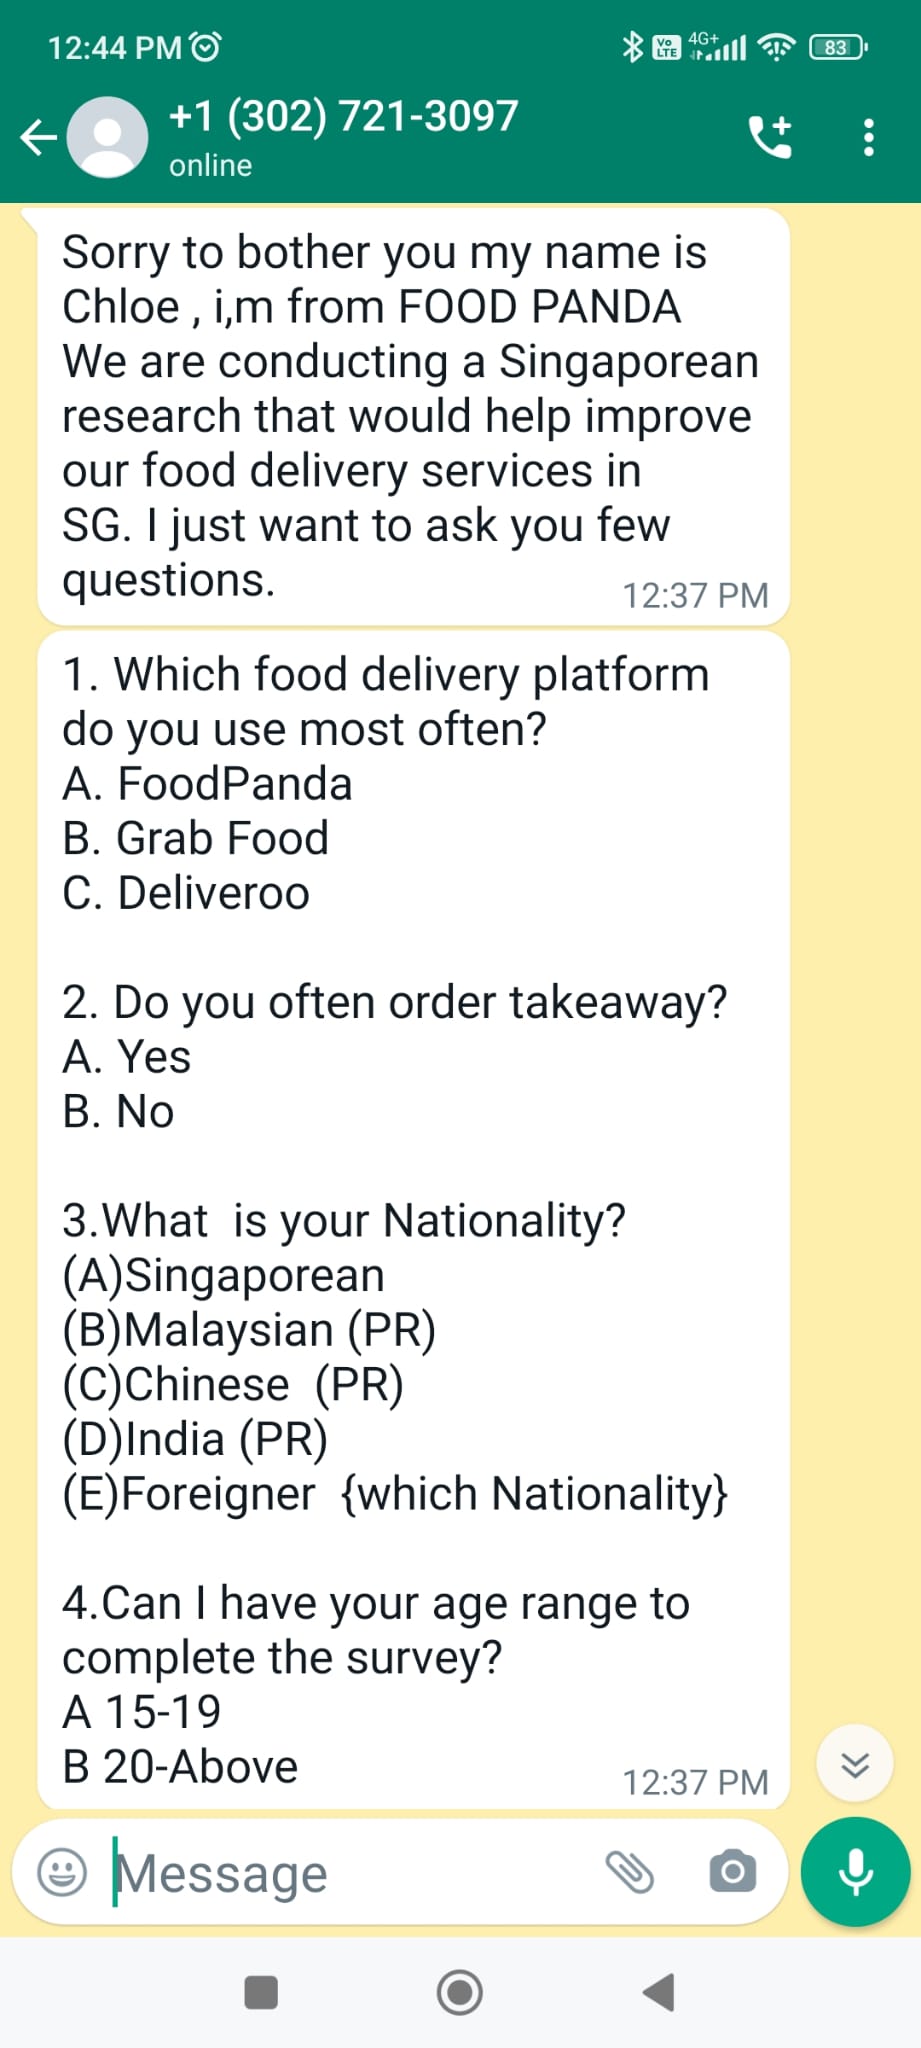 12:44 PM
Vo LTE 4G+ 83
+1 (302) 721-3097
online
Sorry to bother you my name is
Chloe , i,m from FOOD PANDA
We are conducting a Singaporean
research that would help improve
our food delivery services in
SG. I just want to ask you few
questions.
12:37 PM
1. Which food delivery platform
do you use most often?
A. FoodPanda
B. Grab Food
C. Deliveroo
2. Do you often order takeaway?
A. Yes
B. No
3.What  is your Nationality?
(A)Singaporean
(B)Malaysian (PR)
(C)Chinese  (PR)
(D)India (PR)
(E)Foreigner  {which Nationality}
4.Can I have your age range to
complete the survey?
A 15-19
B 20-Above
12:37 PM
Message